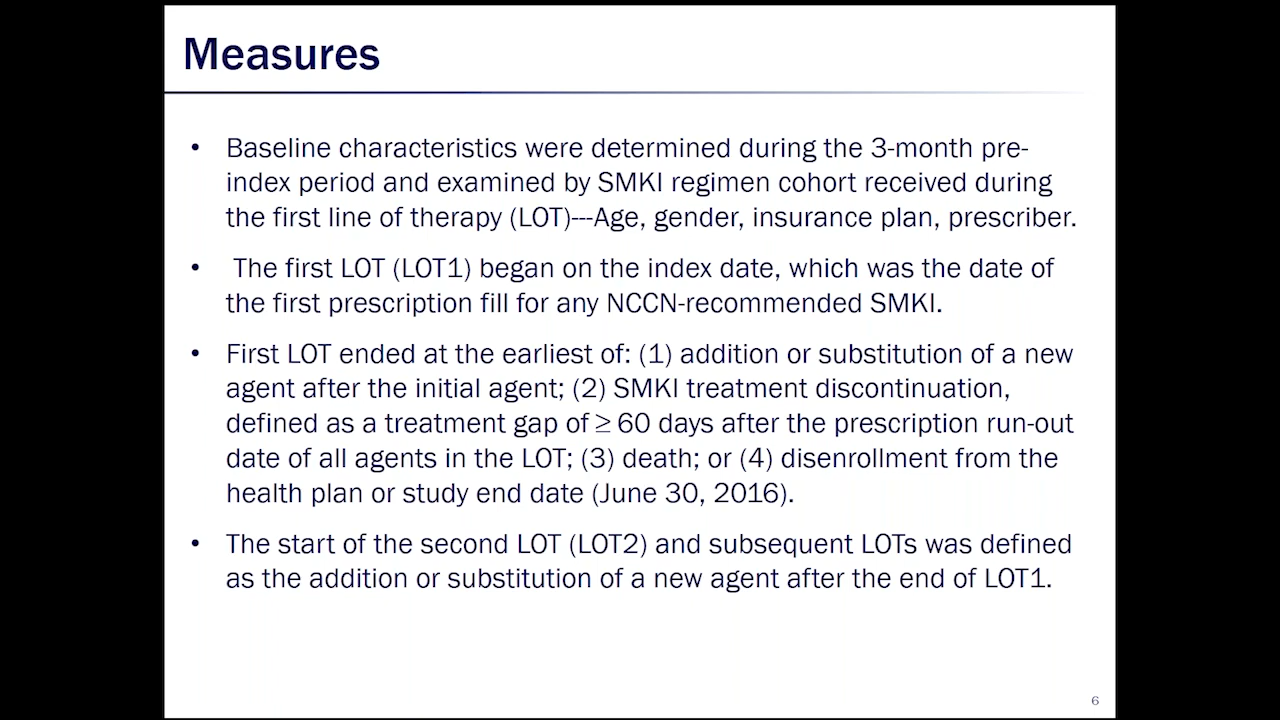 Measures
• Baseline characteristics were determined during the 3-month pre-
index period and examined by SMKI regimen cohort received during
the first line of therapy (LOT)---Age, gender, insurance plan, prescriber.
• The first LOT (LOT1) began on the index date, which was the date of
the first prescription fill for any NCCN-recommended SMKI.
• First LOT ended at the earliest of: (1) addition or substitution of a new
agent after the initial agent; (2) SMKI treatment discontinuation,
defined as a treatment gap of ≥ 60 days after the prescription run-out
date of all agents in the LOT; (3) death; or (4) disenrollment from the
health plan or study end date (June 30, 2016).
• The start of the second LOT (LOT2) and subsequent LOTs was defined
as the addition or substitution of a new agent after the end of LOT1.
6